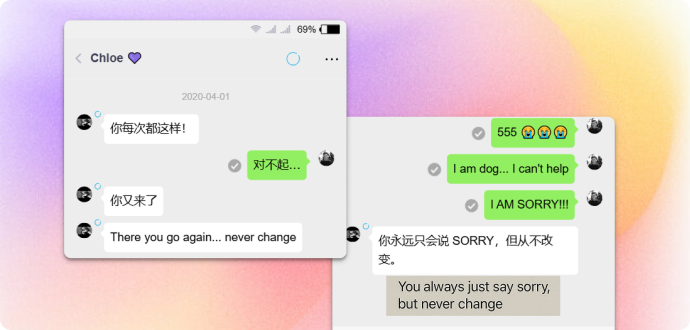 69%
Chloe 💜
2020-04-01
你每次都这样！
对不起...
你又来了
There you go again... never change
555 😭😭😭
I am dog... I can't help
I AM SORRY!!!
你永远只会说 SORRY，但从不改
变。
You always just say sorry,
but never change